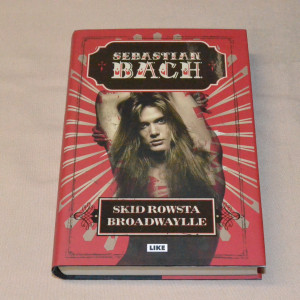 SEBASTIAN
BACH
SKID ROWSTA
BROADWAYLLE
LIKE